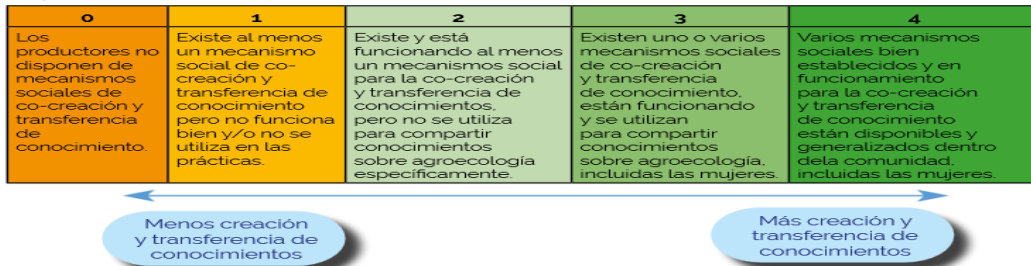 0
Los
productores no
disponen de
mecanismos
sociales de
co-creación y
transferencia
de
conocimiento.
1
Existe al menos
un mecanismo
social de co-
creación y
transferencia de
conocimiento
pero no funciona
bien y/o no se
utiliza en las
prácticas.
2
Existe y está
funcionando al menos
un mecanismo social
para la co-creación
y transferencia de
conocimientos,
pero no se utiliza
para compartir
conocimientos
sobre agroecología
específicamente.
3
Existen uno o varios
mecanismos sociales
de co-creación
y transferencia
de conocimiento,
están funcionando
y se utilizan
para compartir
conocimientos
sobre agroecología,
incluidas las mujeres.
4
Varios mecanismos
sociales bien
establecidos y en
funcionamiento
para la co-creación
y transferencia
de conocimiento
están disponibles y
generalizados dentro
dela comunidad,
incluidas las mujeres.
Menos creación
y transferencia de
conocimientos
Más creación y
transferencia de
conocimientos